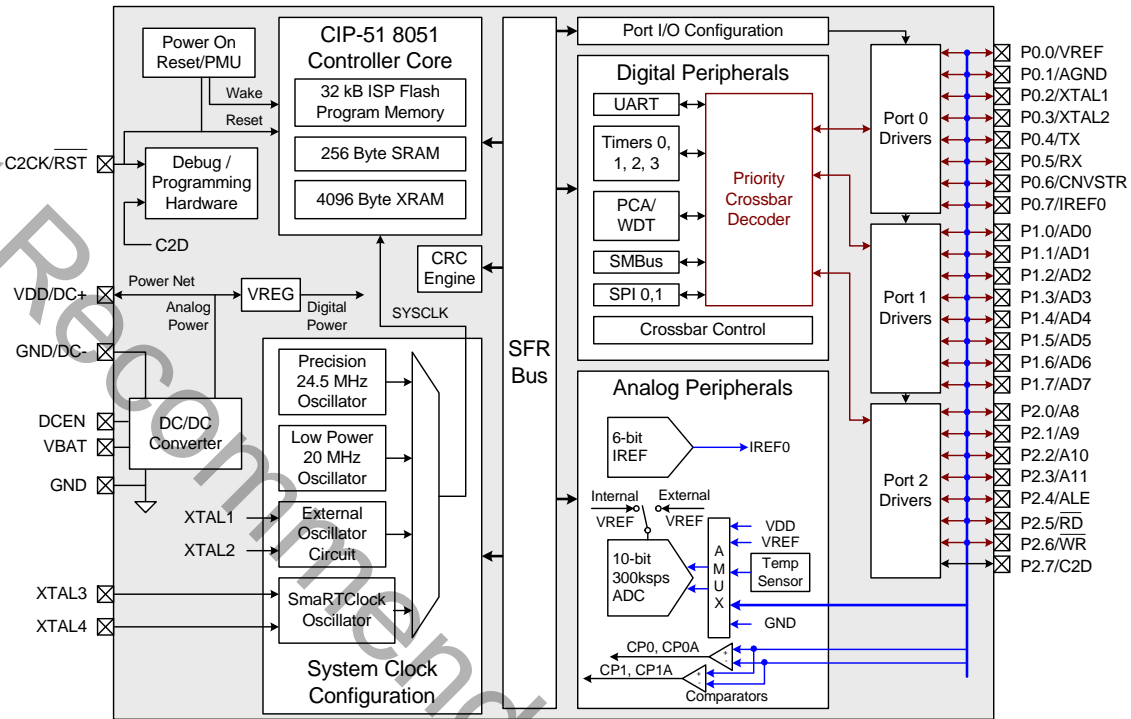 Power On
Reset/PMU
Wake
Reset
C2CK/RST
Debug /
Programming
Hardware
C2D
CIP-51 8051
Controller Core
32 kB ISP Flash
Program Memory
256 Byte SRAM
4096 Byte XRAM
CRC
Engine
Power Net
VDD/DC+
Analog
Power
VREG
Digital
Power
SYSCLK
GND/DC-
DCEN
VBAT
GND
DC/DC
Converter
XTAL1
XTAL2
XTAL3
XTAL4
Precision
24.5 MHz
Oscillator
Low Power
20 MHz
Oscillator
External
Oscillator
Circuit
SmaRTClock
Oscillator
System Clock
Configuration
SFR
Bus
Port I/O Configuration
Digital Peripherals
UART
Timers 0,
1, 2, 3
PCA/
WDT
SMBus
SPI 0,1
Priority
Crossbar
Decoder
Crossbar Control
Analog Peripherals
6-bit
IREF
IREF0
Internal
VREF
External
VREF
10-bit
300ksps
ADC
AMUX
VDD
VREF
Temp
Sensor
GND
CP0, CP0A
CP1, CP1A
+
-
+
-
Comparators
Port 0
Drivers
Port 1
Drivers
Port 2
Drivers
P0.0/VREF
P0.1/AGND
P0.2/XTAL1
P0.3/XTAL2
P0.4/TX
P0.5/RX
P0.6/CNVSTR
P0.7/IREF0
P1.0/AD0
P1.1/AD1
P1.2/AD2
P1.3/AD3
P1.4/AD4
P1.5/AD5
P1.6/AD6
P1.7/AD7
P2.0/A8
P2.1/A9
P2.2/A10
P2.3/A11
P2.4/ALE
P2.5/RD
P2.6/WR
P2.7/C2D
Recommend